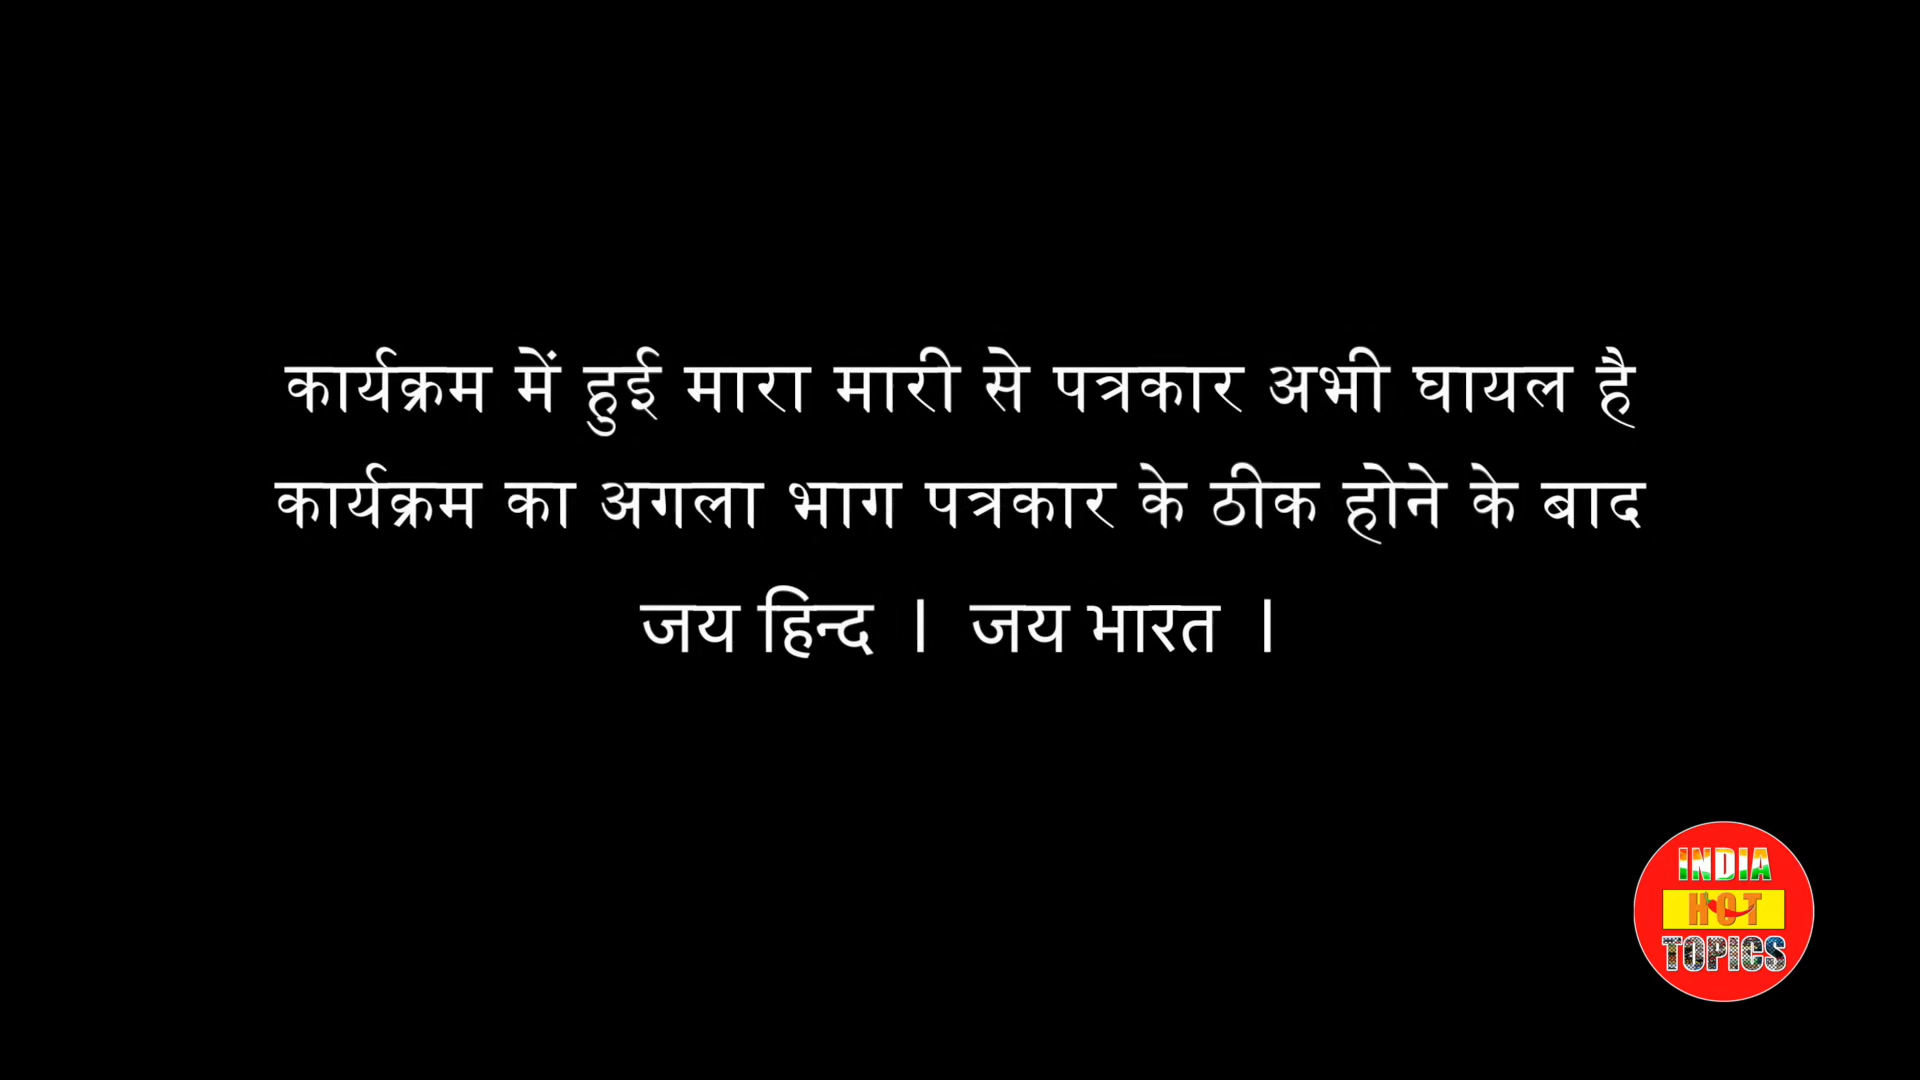 कार्यक्रम में हुई मारा मारी से पत्रकार अभी घायल है
कार्यक्रम का अगला भाग पत्रकार के ठीक होने के बाद
जय हिन्द । जय भारत ।
INDIA
HOT
TOPICS